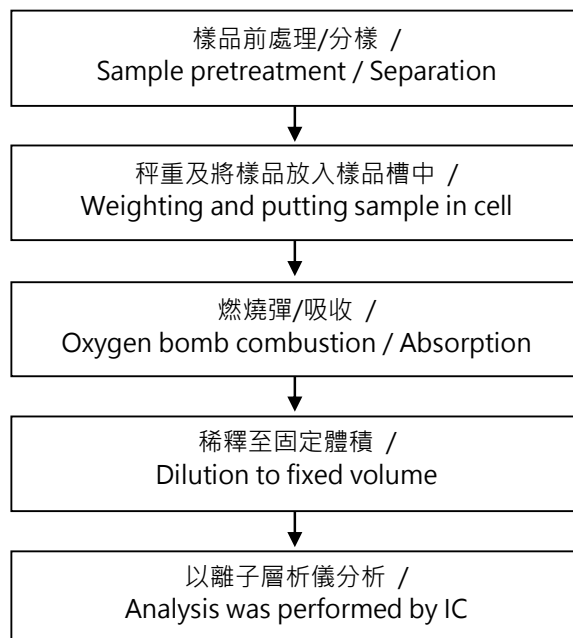 樣品前處理/分樣 /
Sample pretreatment / Separation
秤重及將樣品放入樣品槽中 /
Weighting and putting sample in cell
燃燒彈/吸收 /
Oxygen bomb combustion / Absorption
稀釋至固定體積 /
Dilution to fixed volume
以離子層析儀分析 /
Analysis was performed by IC